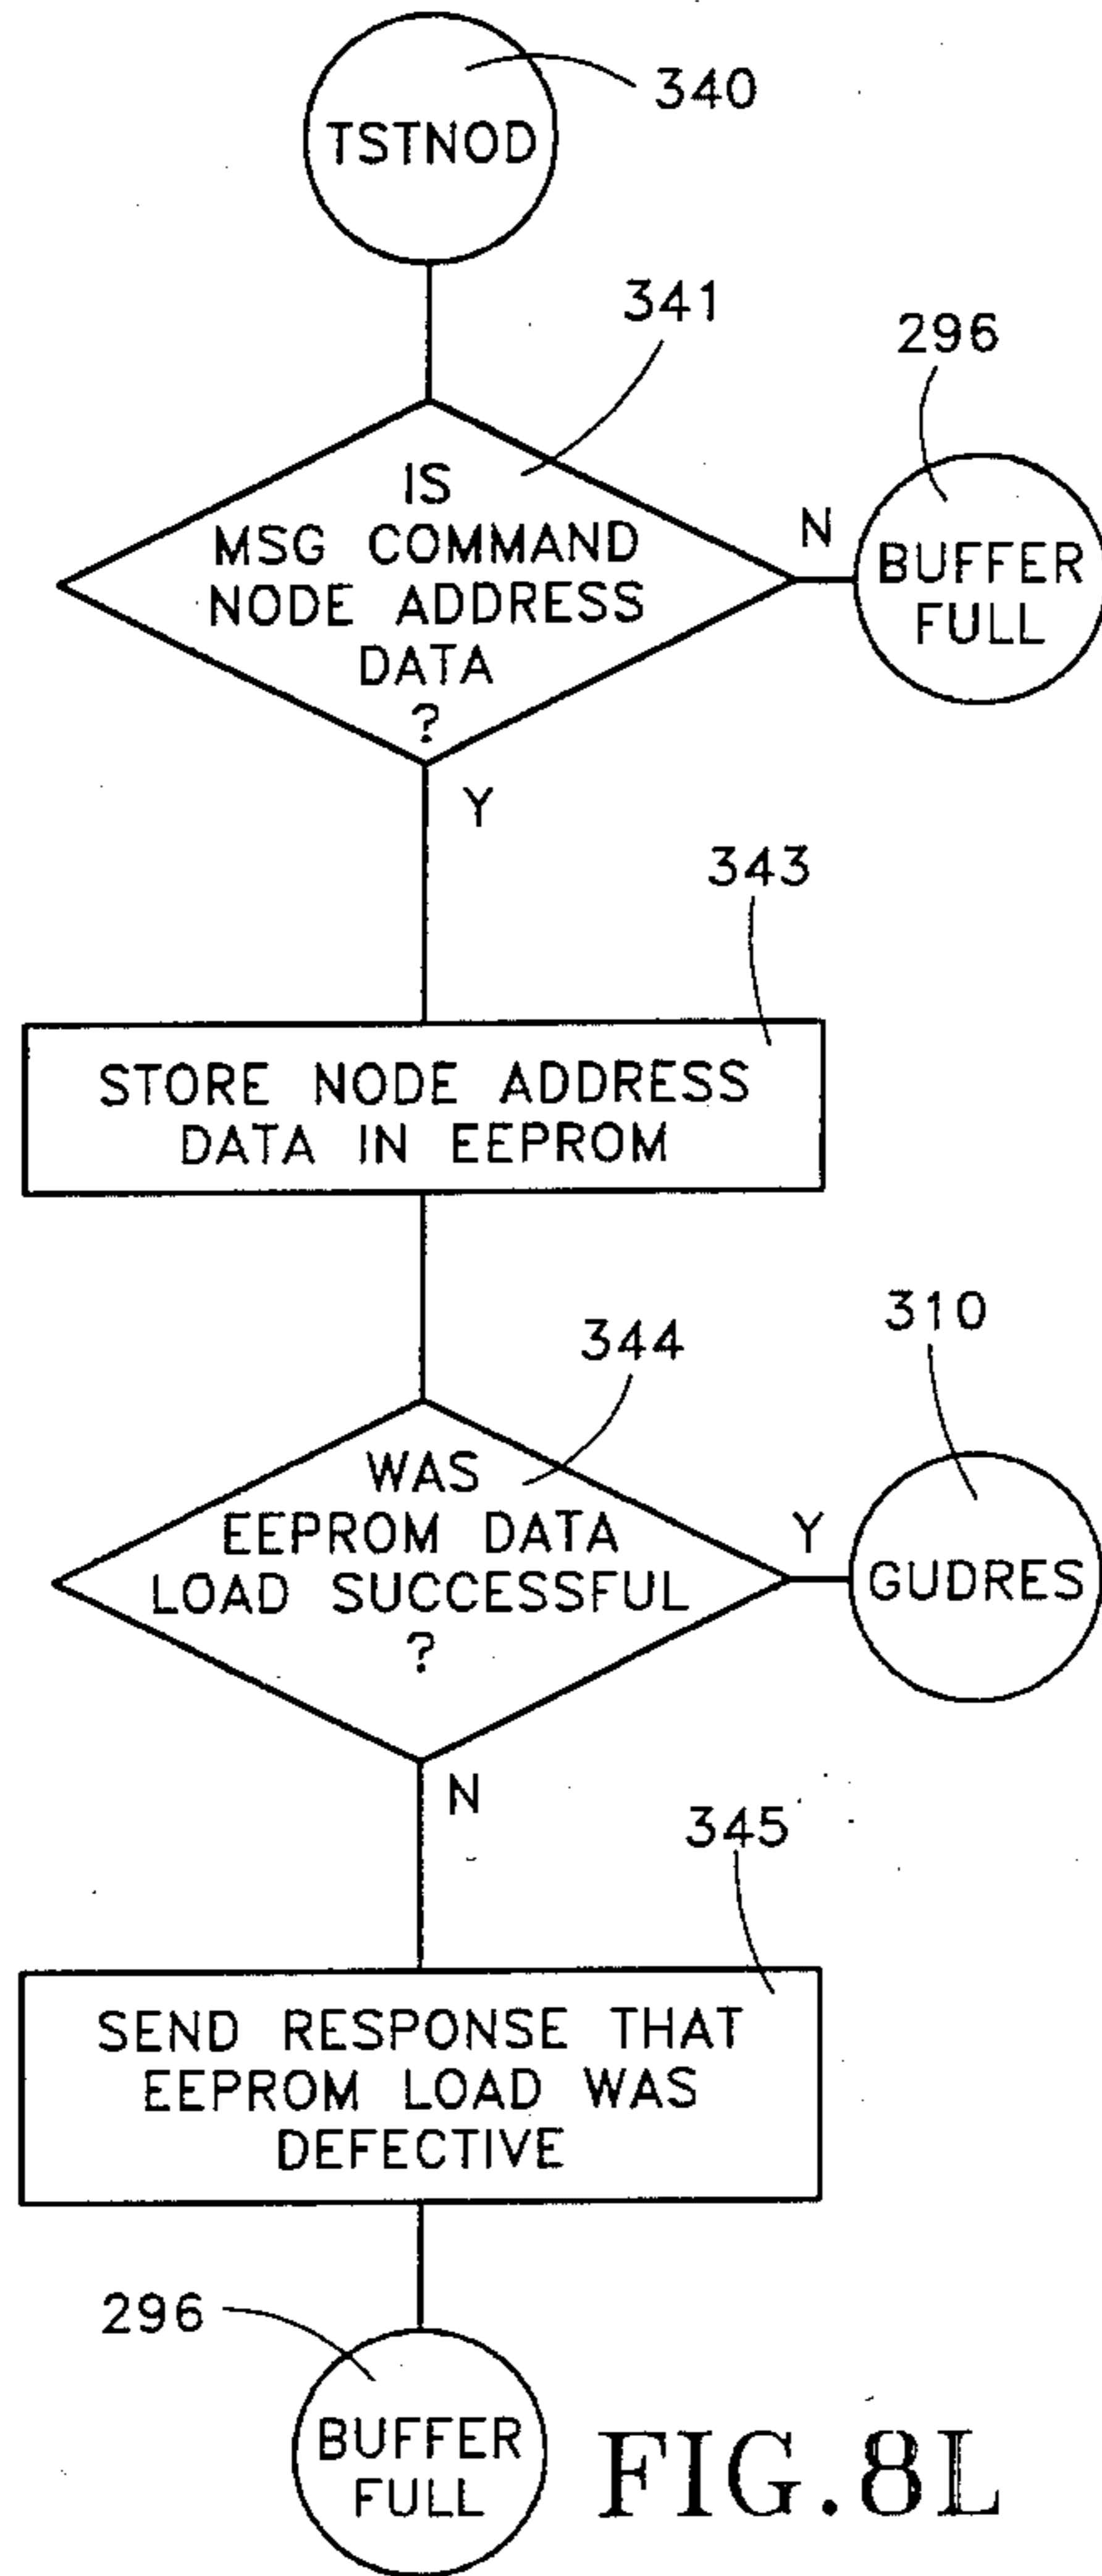 340
TSTNOD
341
296
IS
MSG COMMAND
NODE ADDRESS
DATA
?
N
BUFFER
FULL
Y
343
STORE NODE ADDRESS
DATA IN EEPROM
344
310
WAS
EEPROM DATA
LOAD SUCCESSFUL
?
Y
GUDRES
N
345
SEND RESPONSE THAT
EEPROM LOAD WAS
DEFECTIVE
296
BUFFER
FULL
FIG.8L